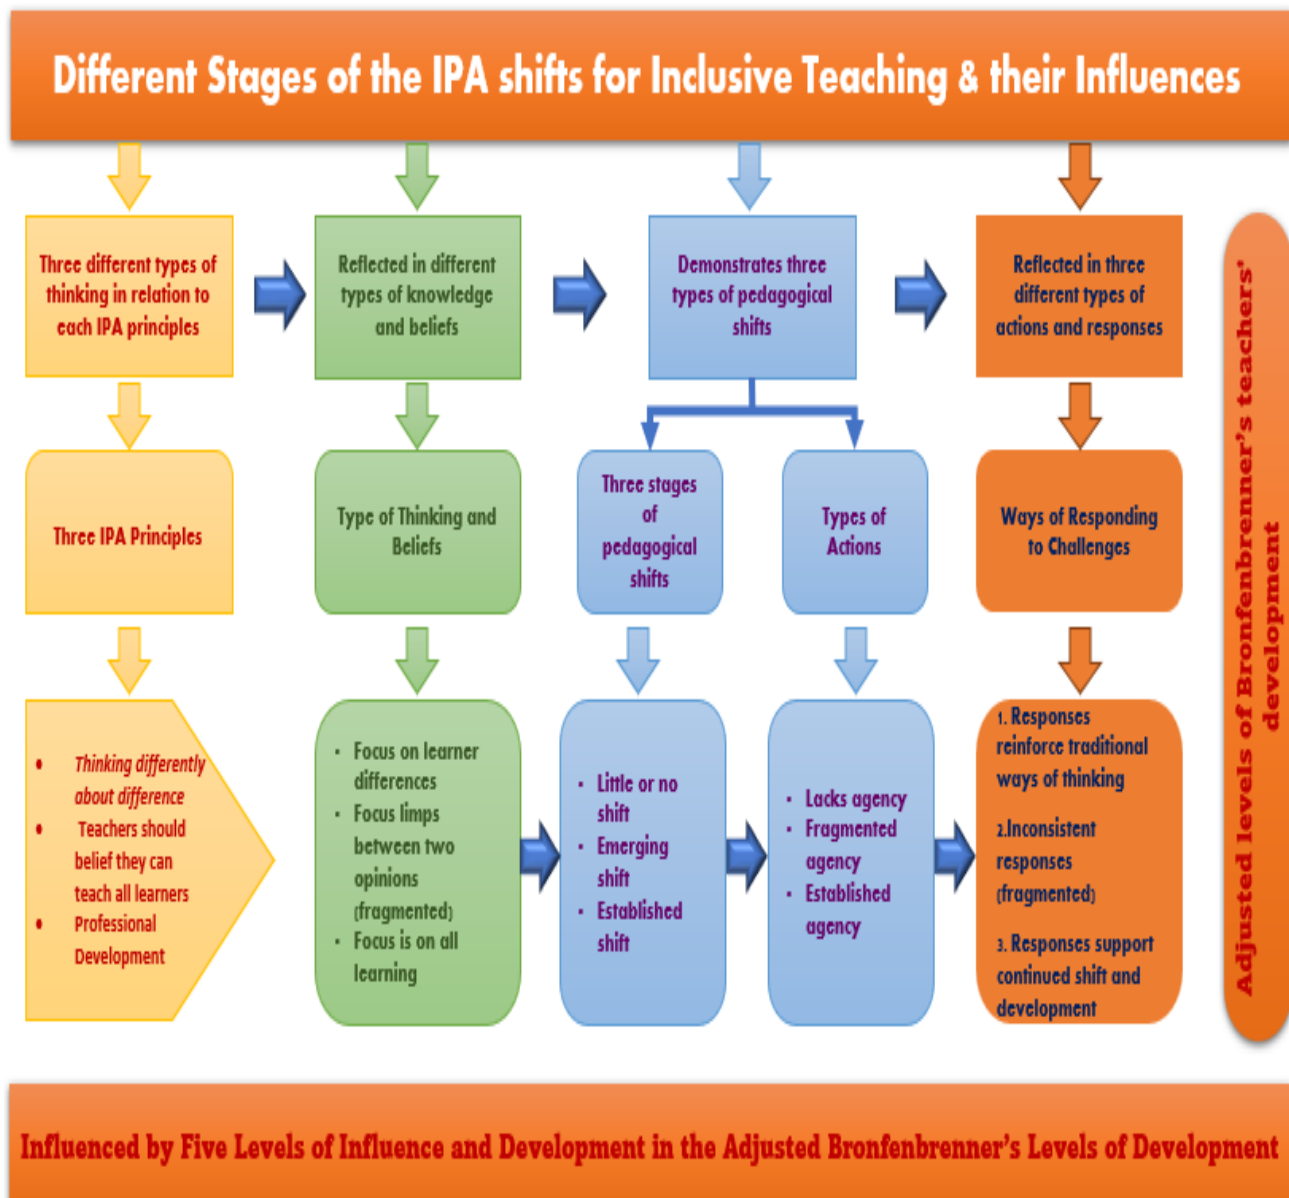 Different Stages of the IPA shifts for Inclusive Teaching & their Influences
Three different types of
thinking in relation to
each IPA principles
Reflected in different
types of knowledge
and beliefs
Demonstrates three
types of pedagogical
shifts
Reflected in three
different types of
actions and responses
Three IPA Principles
Type of Thinking and
Beliefs
Three stages
of
pedagogical
shifts
Types of
Actions
Ways of Responding
to Challenges
• Thinking differently
about difference
• Teachers should
belief they can
teach all learners
• Professional
Development
• Focus on learner
differences
• Focus limps
between two
opinions
(fragmented)
• Focus is on all
learning
• Little or no
shift
• Emerging
shift
• Established
shift
• Lacks agency
• Fragmented
agency
• Established
agency
1. Responses
reinforce traditional
ways of thinking
2.Inconsistent
responses
(fragmented)
3. Responses support
continued shift and
development
Adjusted levels of Bronfenbrenner's teachers'
development
Influenced by Five Levels of Influence and Development in the Adjusted Bronfenbrenner's Levels of Development